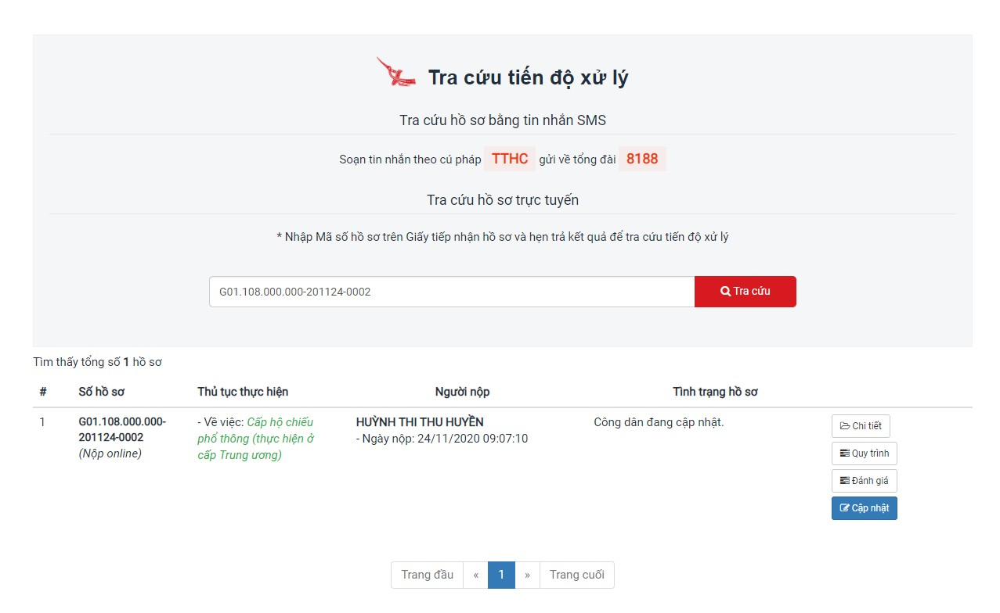 Tra cứu tiến độ xử lý
Tra cứu hồ sơ bằng tin nhắn SMS
Soạn tin nhắn theo cú pháp TTHC gửi về tổng đài 8188
Tra cứu hồ sơ trực tuyến
* Nhập Mã số hồ sơ trên Giấy tiếp nhận hồ sơ và hẹn trả kết quả để tra cứu tiến độ xử lý
G01.108.000.000-201124-0002 Tra cứu
Tìm thấy tổng số 1 hồ sơ
# Số hồ sơ Thủ tục thực hiện Người nộp Tình trạng hồ sơ
1 G01.108.000.000- - Về việc: Cấp hộ chiếu HUỲNH THI THU HUYỀN Công dân đang cập nhật. Chi tiết
201124-0002 phổ thông (thực hiện ở - Ngày nộp: 24/11/2020 09:07:10
(Nộp online) cấp Trung ương) Quy trình
Đánh giá
Cập nhật
Trang đầu « 1 » Trang cuối